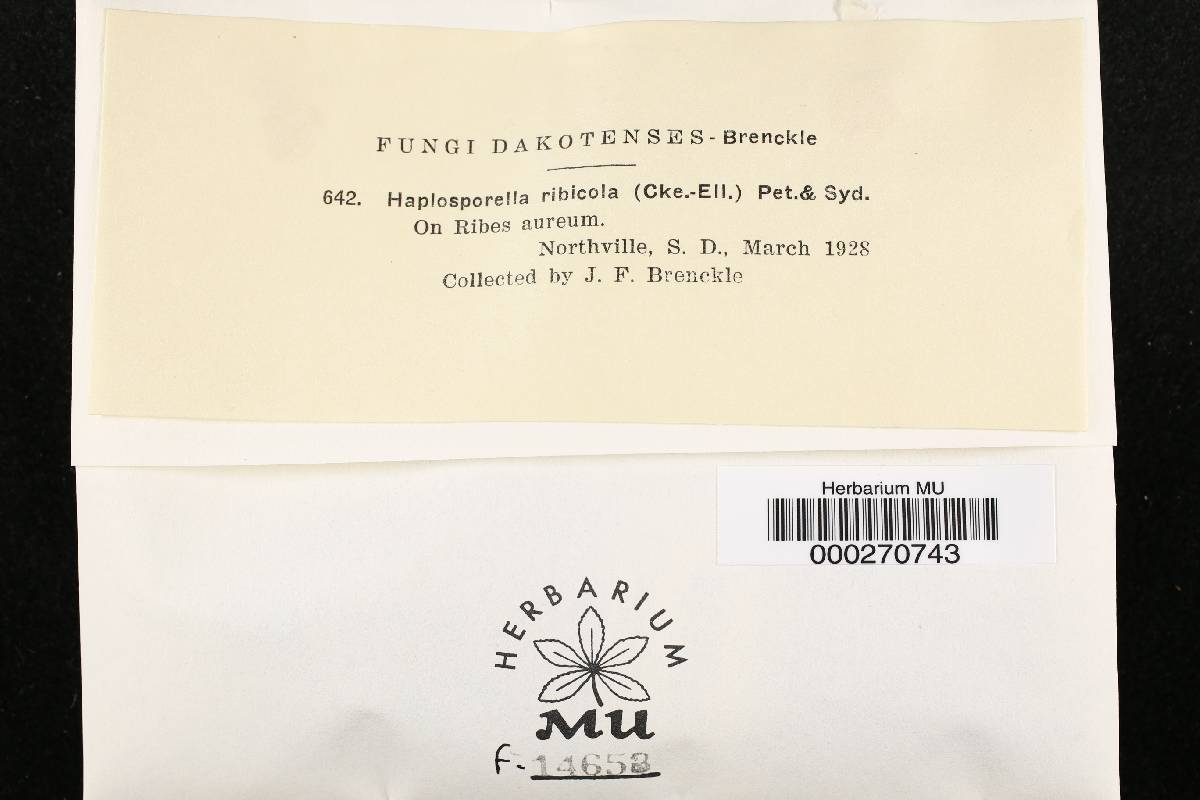 FUNGI DAKOTENSES - Brenckle
642. Haplosporella ribicola (Cke.-Ell.) Pet.& Syd.
On Ribes aureum.
Northville, S. D., March 1928
Collected by J. F. Brenckle
Herbarium MU
000270743
HERBARIUM
MU
F-14653